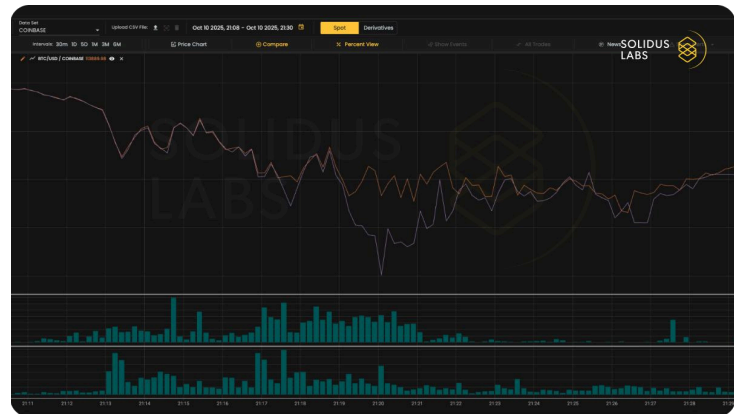 Data Set
COINBASE
Upload CSV File:
Oct 10 2025, 21:08 - Oct 10 2025, 21:30
Spot
Derivatives
Intervals: 30m 1D 5D 1M 3M 6M
Price Chart
Compare
Percent View
Show Events
All Trades
News
SOLIDUS
LABS
BTC/USD / COINBASE
SOLIDUS
LABS
21:11 21:12 21:13 21:14 21:15 21:16 21:17 21:18 21:19 21:20 21:21 21:22 21:23 21:24 21:25 21:26 21:27 21:28 21:29